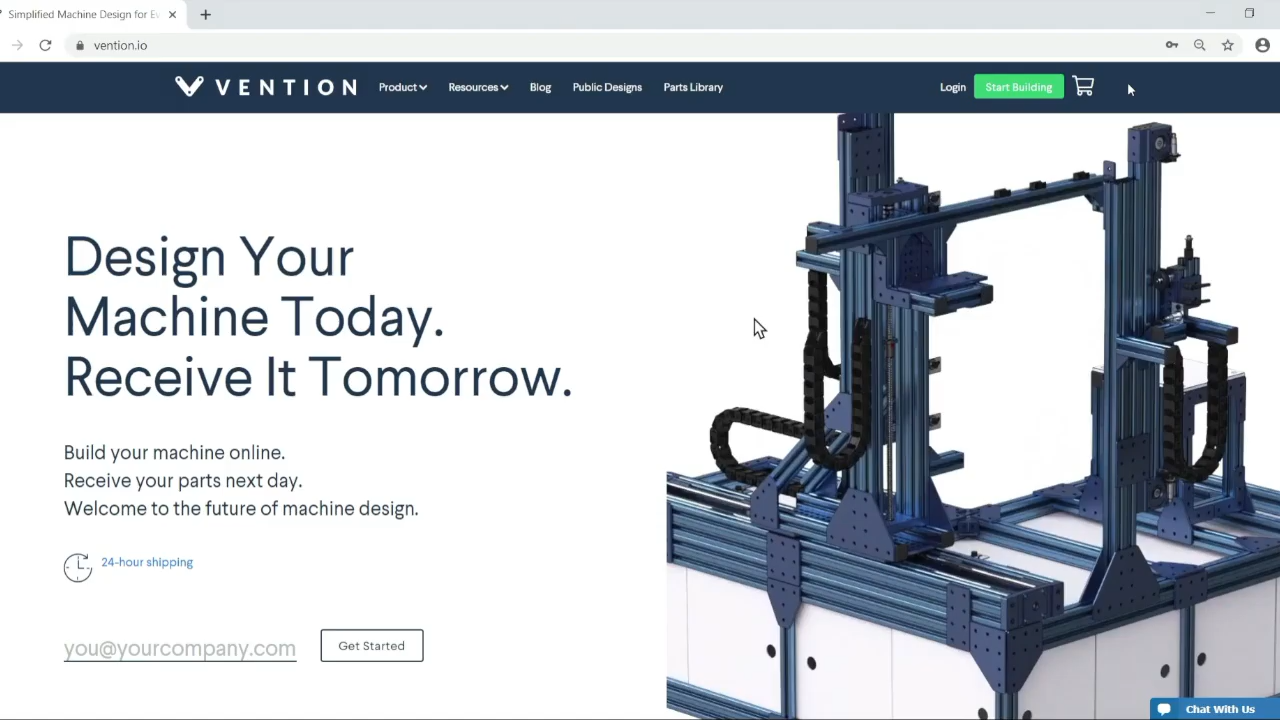 Simplified Machine Design for Ev
vention.io
VENTION
Product
Resources
Blog
Public Designs
Parts Library
Login
Start Building
Design Your
Machine Today.
Receive It Tomorrow.
Build your machine online.
Receive your parts next day.
Welcome to the future of machine design.
24-hour shipping
you@yourcompany.com
Get Started
Chat With Us